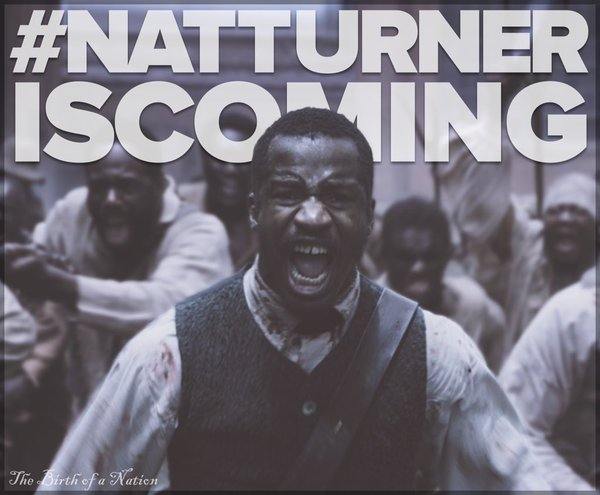 #NATTURNER
ISCOMING
The Birth of a Nation